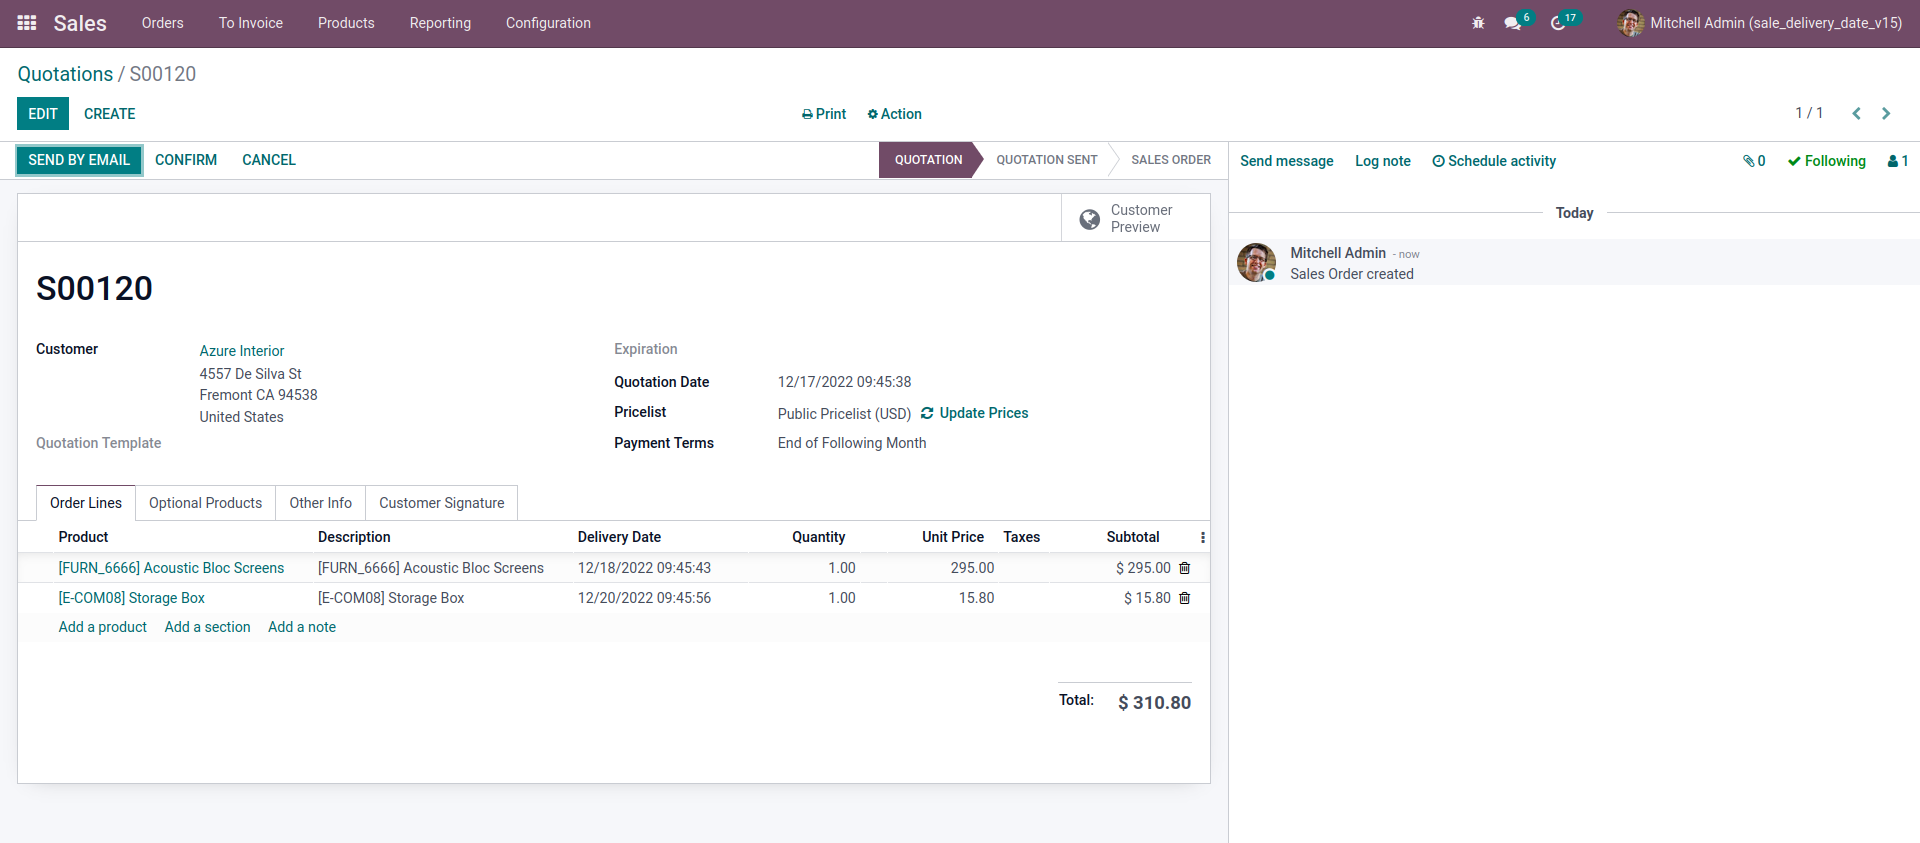 Sales Orders To Invoice Products Reporting Configuration 6 17 Mitchell Admin (sale_delivery_date_v15)
Quotations / S00120
EDIT CREATE Print Action 1 / 1
SEND BY EMAIL CONFIRM CANCEL QUOTATION QUOTATION SENT SALES ORDER
Send message Log note Schedule activity 0 Following 1
Customer
Preview
Today
Mitchell Admin - now
Sales Order created
S00120
Customer Azure Interior
4557 De Silva St
Fremont CA 94538
United States
Quotation Template
Expiration
Quotation Date 12/17/2022 09:45:38
Pricelist Public Pricelist (USD) Update Prices
Payment Terms End of Following Month
Order Lines Optional Products Other Info Customer Signature
Product Description Delivery Date Quantity Unit Price Taxes Subtotal
[FURN_6666] Acoustic Bloc Screens [FURN_6666] Acoustic Bloc Screens 12/18/2022 09:45:43 1.00 295.00 $ 295.00
[E-COM08] Storage Box [E-COM08] Storage Box 12/20/2022 09:45:56 1.00 15.80 $ 15.80
Add a product Add a section Add a note
Total: $ 310.80